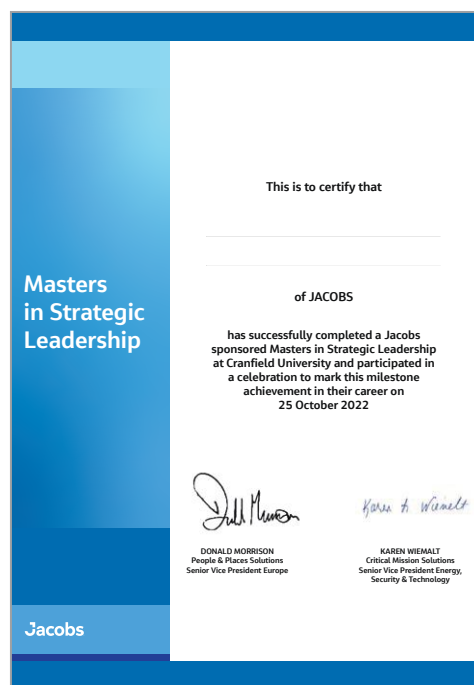 This is to certify that
Masters
in Strategic
Leadership
of JACOBS
has successfully completed a Jacobs
sponsored Masters in Strategic Leadership
at Cranfield University and participated in
a celebration to mark this milestone
achievement in their career on
25 October 2022
Karen A Wiemelt
DONALD MORRISON
People & Places Solutions
Senior Vice President Europe
KAREN WIEMALT
Critical Mission Solutions
Senior Vice President Energy,
Security & Technology
Jacobs